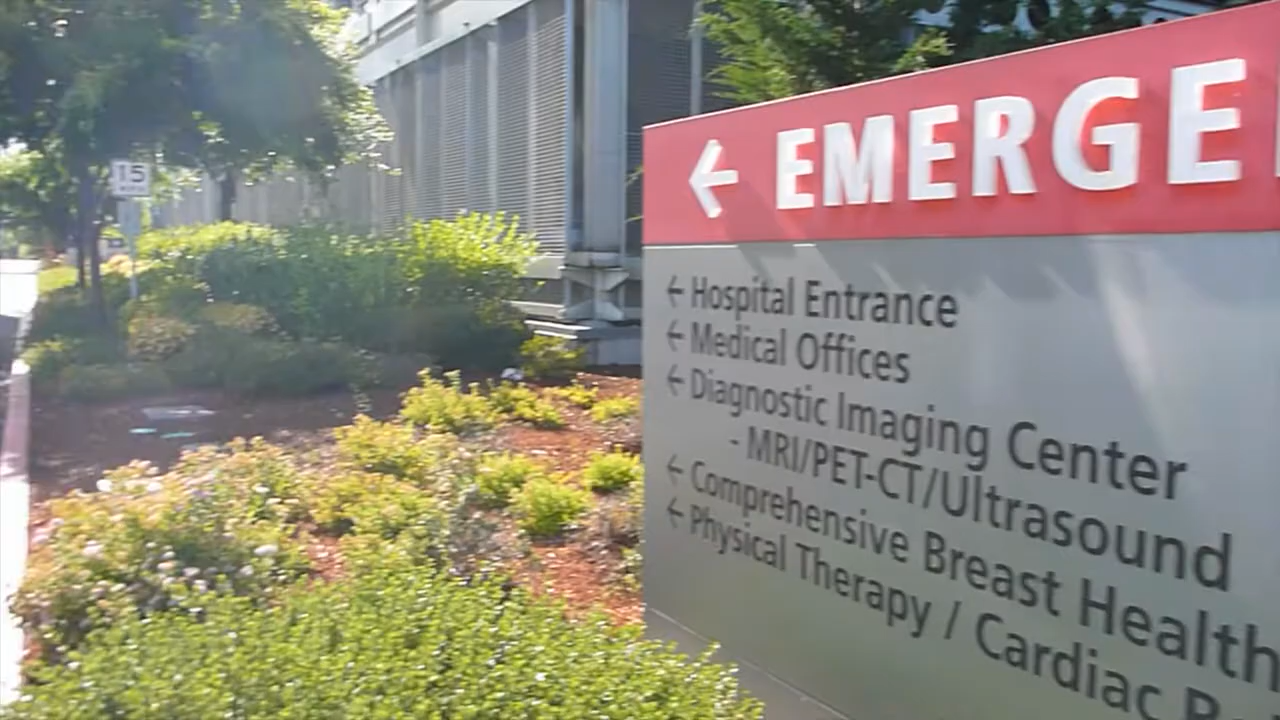 15
← EMERGE
← Hospital Entrance
← Medical Offices
← Diagnostic Imaging Center
- MRI/PET-CT/Ultrasound
← Comprehensive Breast Health
← Physical Therapy / Cardiac